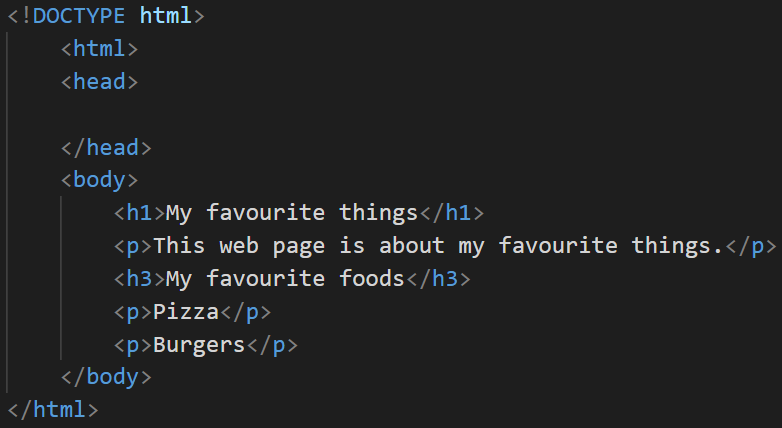 <!DOCTYPE html>
<html>
<head>
</head>
<body>
<h1>My favourite things</h1>
<p>This web page is about my favourite things.</p>
<h3>My favourite foods</h3>
<p>Pizza</p>
<p>Burgers</p>
</body>
</html>